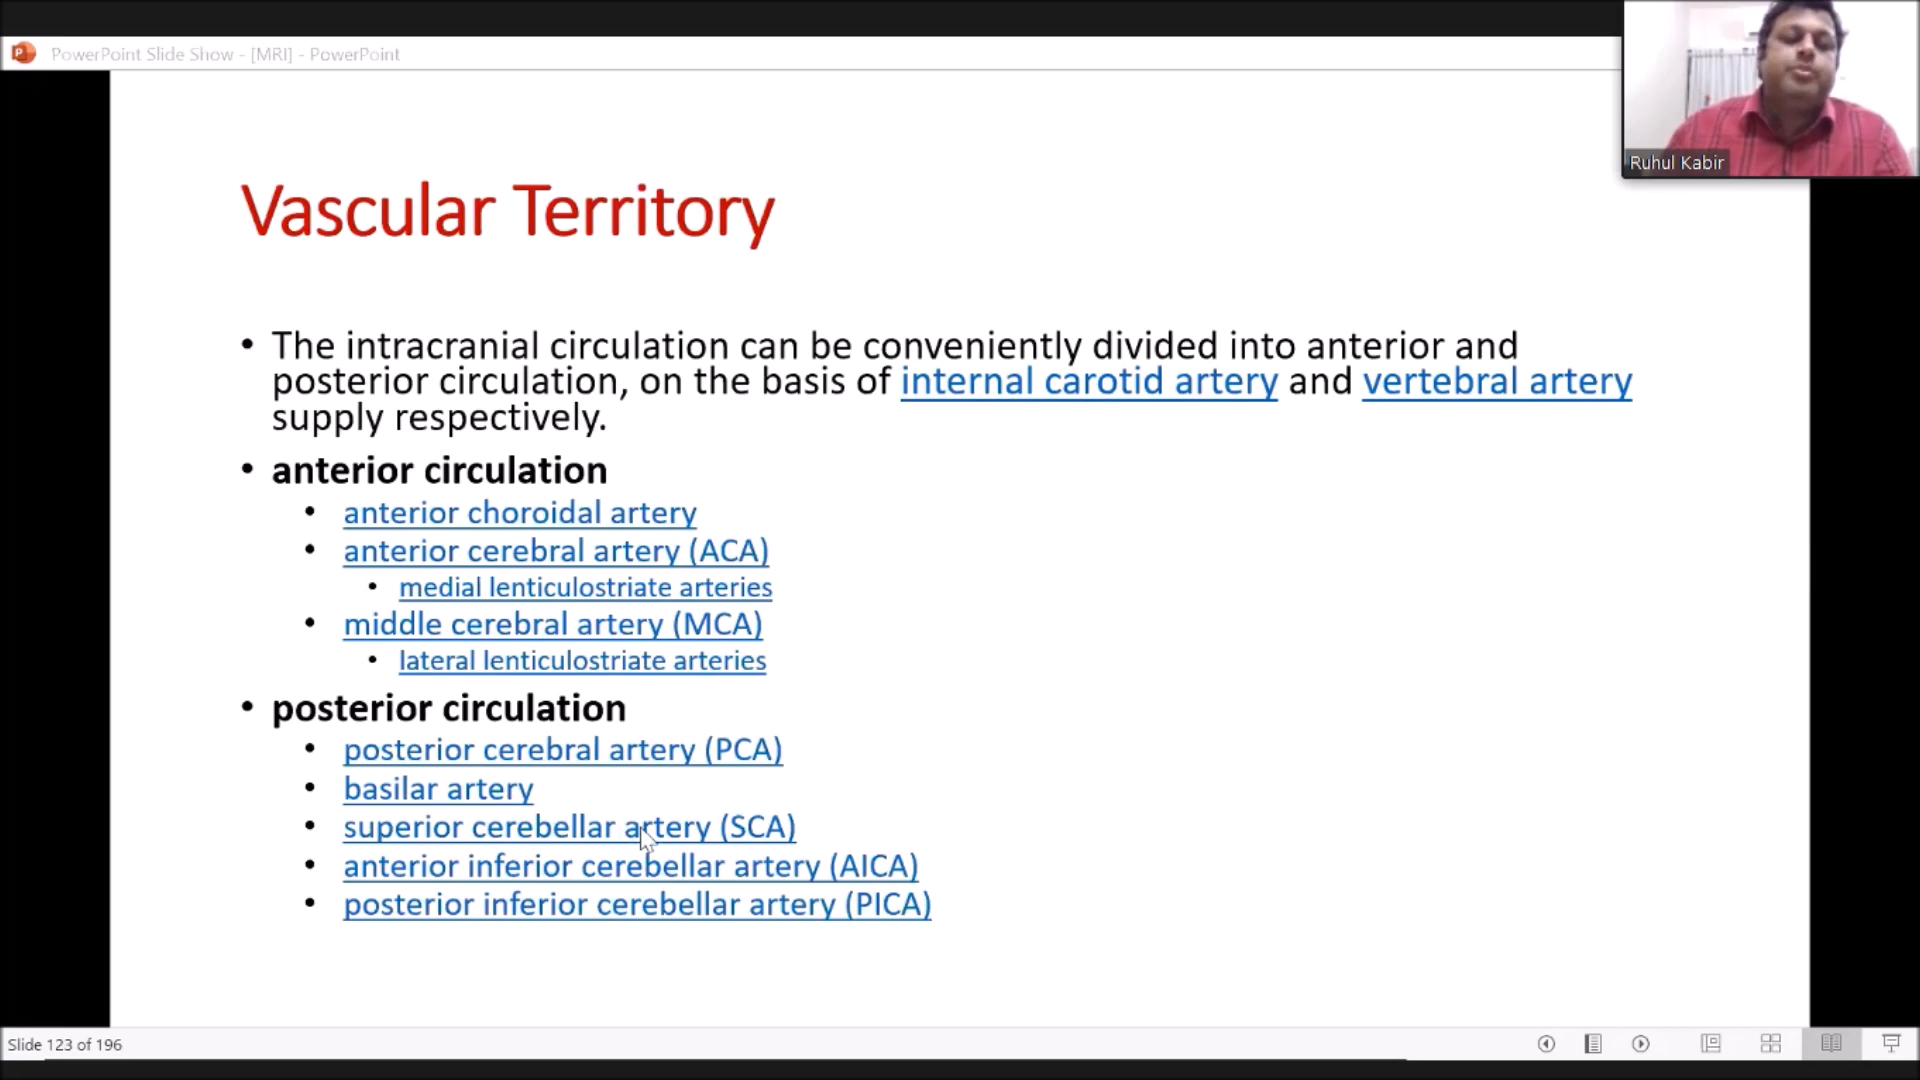 PowerPoint Slide Show - [MRI] - PowerPoint
Ruhul Kabir
Vascular Territory
• The intracranial circulation can be conveniently divided into anterior and
posterior circulation, on the basis of internal carotid artery and vertebral artery
supply respectively.
• anterior circulation
• anterior choroidal artery
• anterior cerebral artery (ACA)
• medial lenticulostriate arteries
• middle cerebral artery (MCA)
• lateral lenticulostriate arteries
• posterior circulation
• posterior cerebral artery (PCA)
• basilar artery
• superior cerebellar artery (SCA)
• anterior inferior cerebellar artery (AICA)
• posterior inferior cerebellar artery (PICA)
Slide 123 of 196